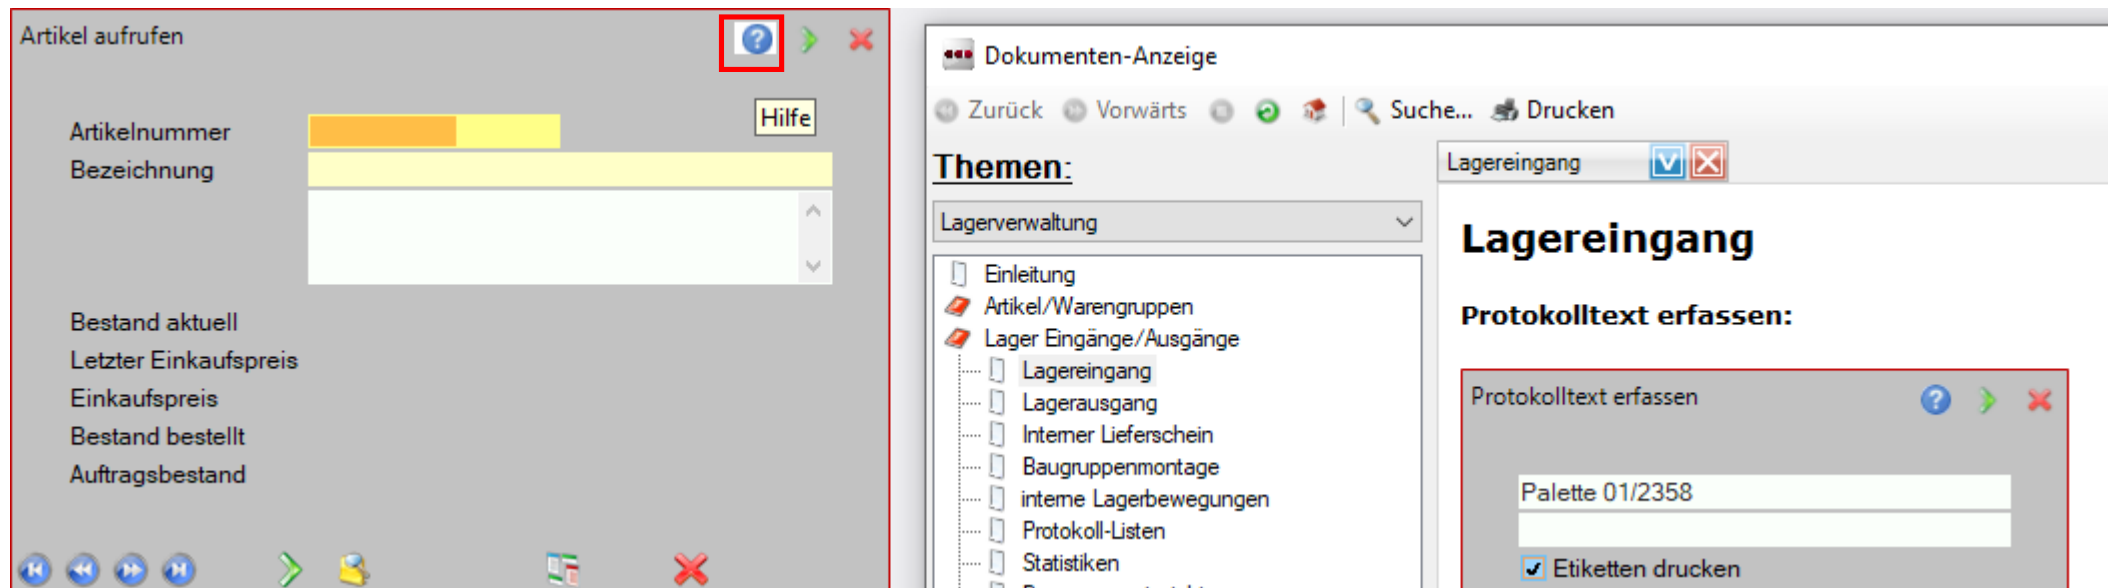 Artikel aufrufen
Hilfe
Artikelnummer
Bezeichnung
Bestand aktuell
Letzter Einkaufspreis
Einkaufspreis
Bestand bestellt
Auftragsbestand
Dokumenten-Anzeige
Zurück Vorwärts Suche... Drucken
Themen:
Lagerverwaltung
Einleitung
Artikel/Warengruppen
Lager Eingänge/Ausgänge
Lagereingang
Lagerausgang
Interner Lieferschein
Baugruppenmontage
interne Lagerbewegungen
Protokoll-Listen
Statistiken
Lagereingang
Lagereingang
Protokolltext erfassen:
Protokolltext erfassen
Palette 01/2358
Etiketten drucken